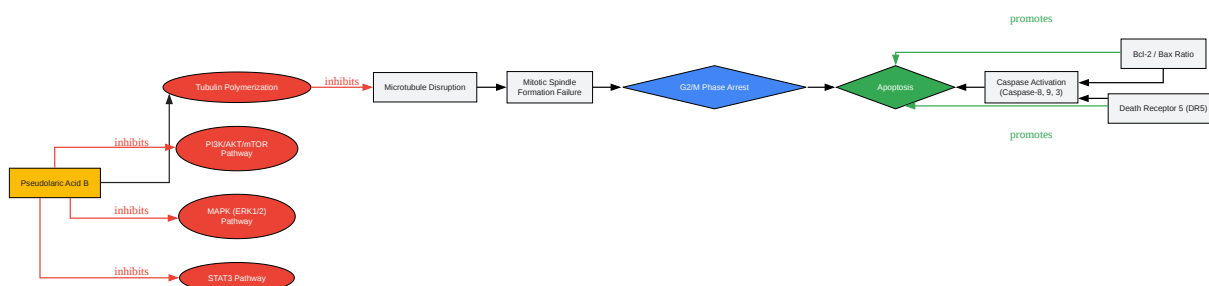 promotes
Bcl-2 / Bax Ratio
inhibits
Tubulin Polymerization
Microtubule Disruption
Mitotic Spindle
Formation Failure
G2/M Phase Arrest
Apoptosis
Caspase Activation
(Caspase-8, 9, 3)
Death Receptor 5 (DR5)
promotes
inhibits
PI3K/AKT/mTOR
Pathway
Pseudolaric Acid B
inhibits
MAPK (ERK1/2)
Pathway
inhibits
STAT3 Pathway